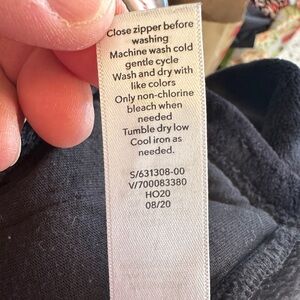 Close zipper before
washing
Machine wash cold
gentle cycle
Wash and dry with
like colors
Only non-chlorine
bleach when
needed
Tumble dry low
Cool iron as
needed.
S/631308-00
V/700083380
HO20
08/20